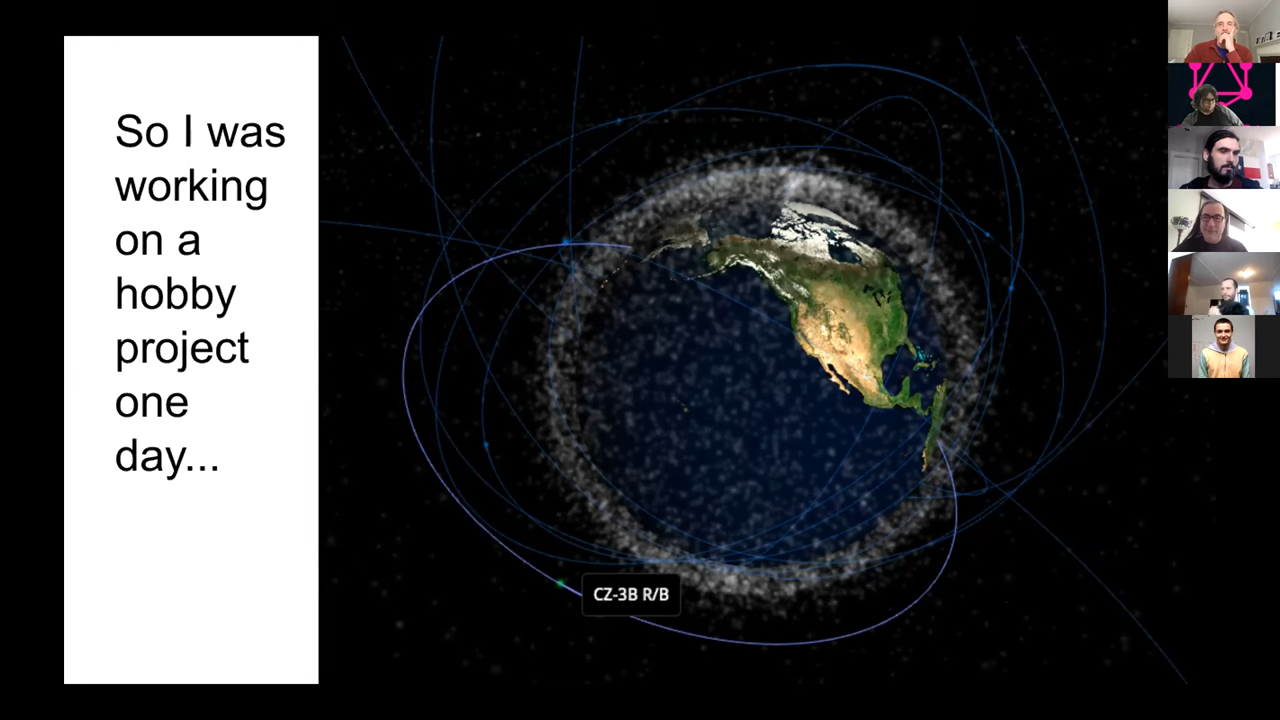 So I was
working
on a
hobby
project
one
day...
CZ-3B R/B